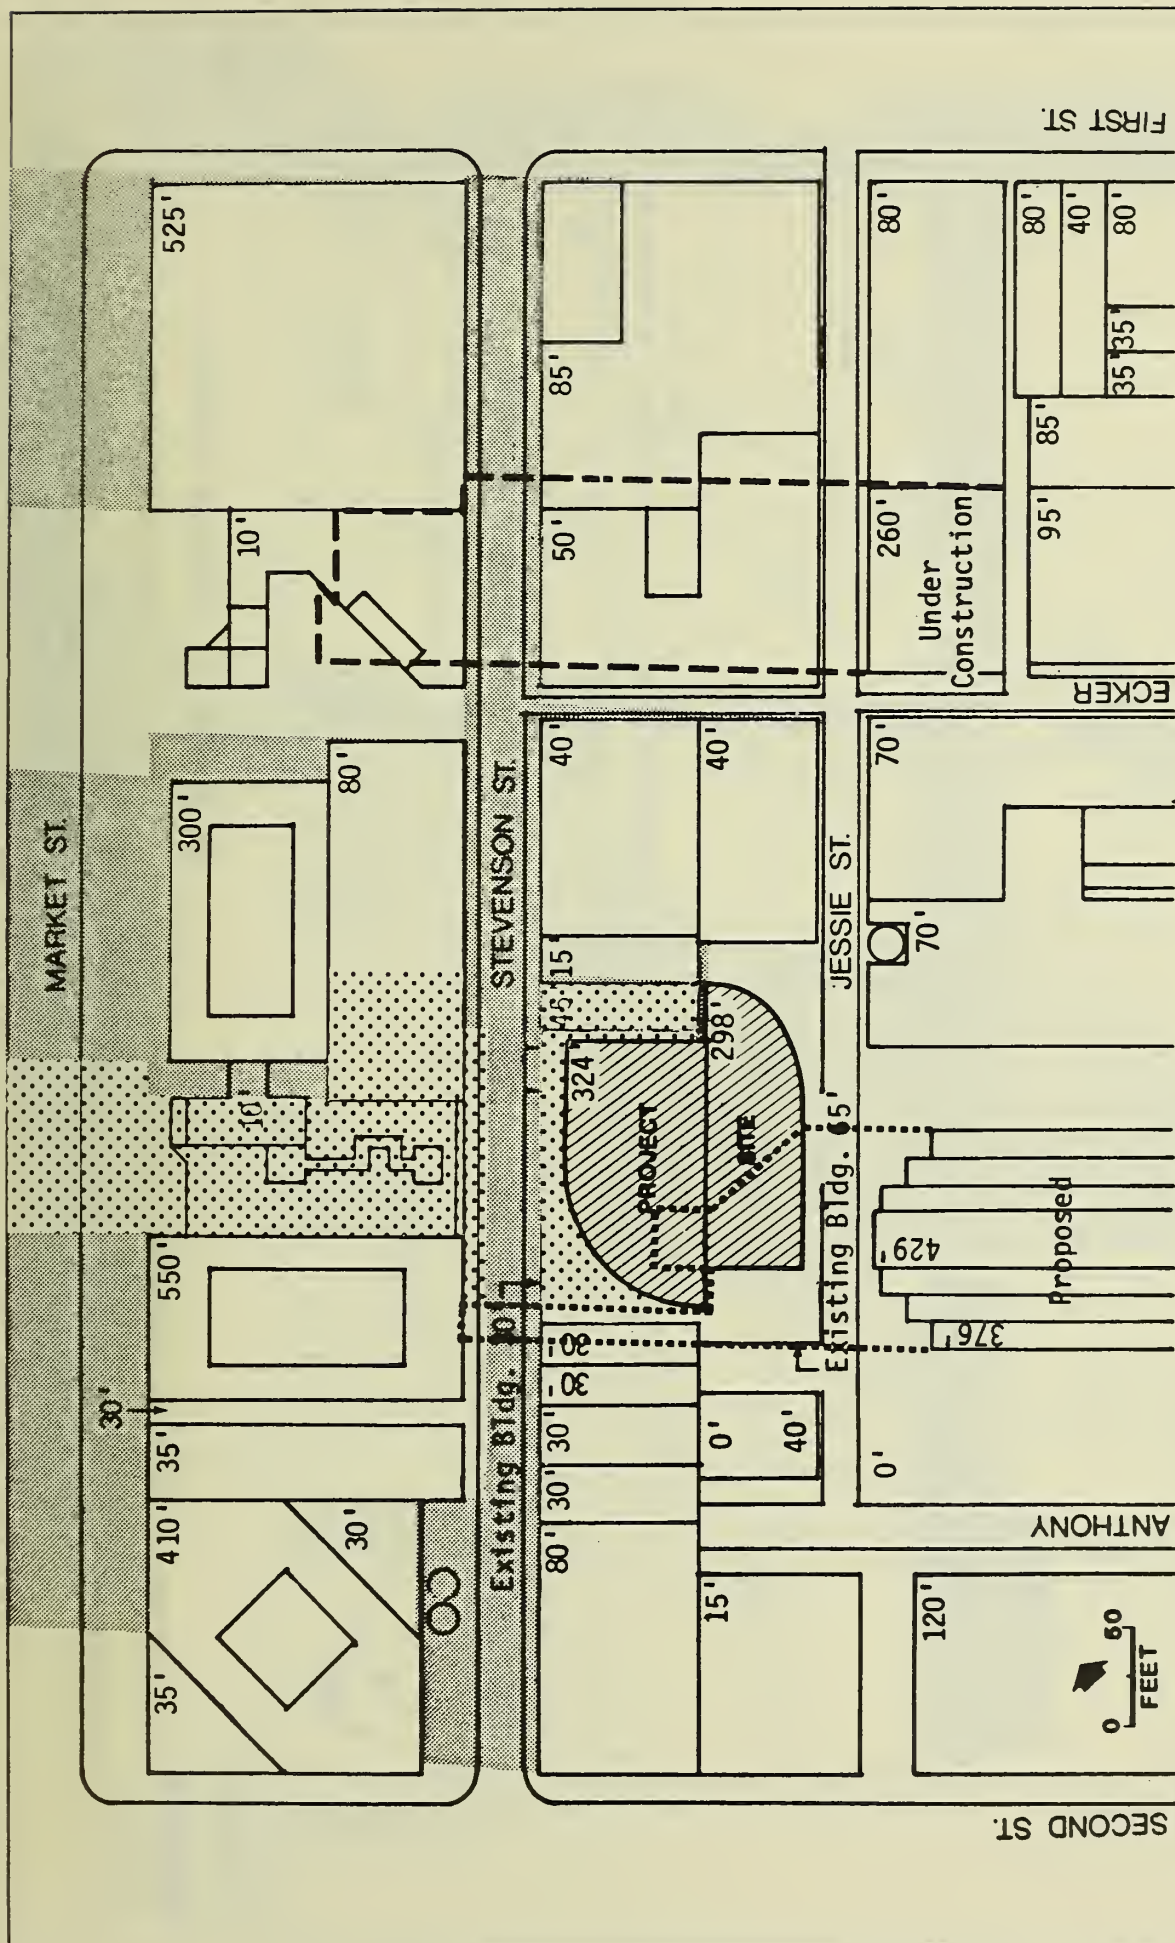 MARKET ST.
STEVENSON ST.
JESSIE ST.
FIRST ST.
SECOND ST.
ECKER
ANTHONY
35'
410'
30'
35'
30'
550'
10'
300'
80'
10'
525'
Existing Bldg.
80'
30'
30'
30'
30'
324
15'
40'
50'
85'
PROJECT
SITE
298'
15'
0'
40'
40'
Existing Bldg. 65'
120'
0'
376'
429'
Proposed
70'
70'
260'
Under
Construction
80'
95'
85'
80'
40'
80'
35'
35'
0 50
FEET